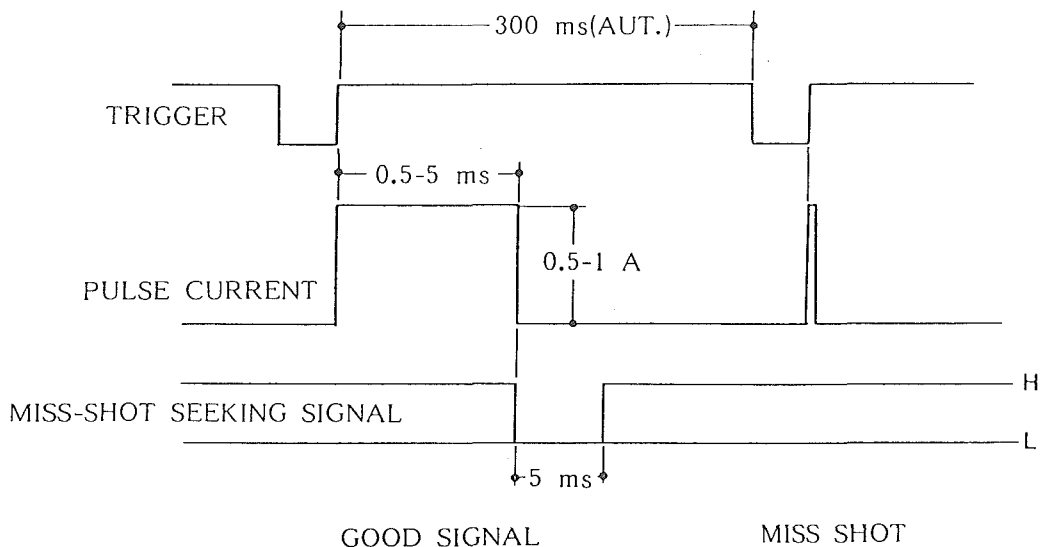 300 ms(AUT.)
TRIGGER
0.5-5 ms
0.5-1 A
PULSE CURRENT
H
MISS-SHOT SEEKING SIGNAL
L
5 ms
GOOD SIGNAL
MISS SHOT